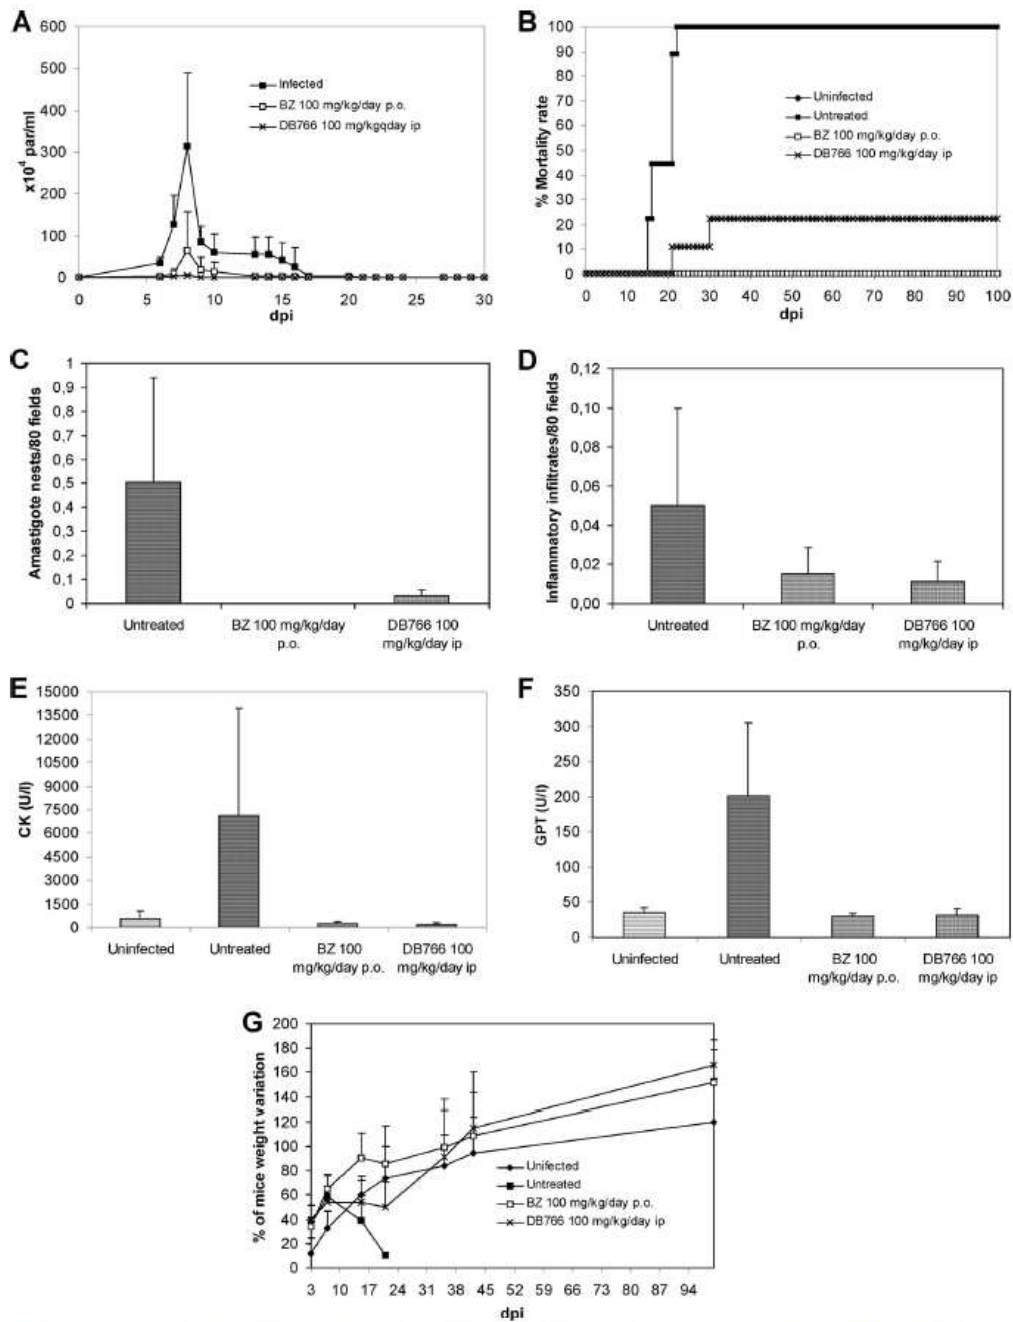 A
600
500
400
300
200
100
0
x10⁴ par/ml
Infected
BZ 100 mg/kg/day p.o.
DB766 100 mg/kgqday ip
0 5 10 15 20 25 30
dpi
B
100
90
80
70
60
50
40
30
20
10
0
% Mortality rate
Uninfected
Untreated
BZ 100 mg/kg/day p.o.
DB766 100 mg/kg/day ip
0 10 20 30 40 50 60 70 80 90 100
dpi
C
1
0,9
0,8
0,7
0,6
0,5
0,4
0,3
0,2
0,1
0
Amastigote nests/80 fields
Untreated BZ 100 mg/kg/day DB766 100
p.o. mg/kg/day ip
D
0,12
0,10
0,08
0,06
0,04
0,02
0,00
Inflammatory infiltrates/80 fields
Untreated BZ 100 mg/kg/day DB766 100
p.o. mg/kg/day ip
E
15000
13500
12000
10500
9000
7500
6000
4500
3000
1500
0
CK (U/l)
Uninfected Untreated BZ 100 DB766 100
mg/kg/day p.o. mg/kg/day ip
F
350
300
250
200
150
100
50
0
GPT (U/l)
Uninfected Untreated BZ 100 DB766 100
mg/kg/day p.o. mg/kg/day ip
G
200
180
160
140
120
100
80
60
40
20
0
% of mice weight variation
Unifected
Untreated
BZ 100 mg/kg/day p.o.
DB766 100 mg/kg/day ip
3 10 17 24 31 38 45 52 59 66 73 80 87 94
dpi